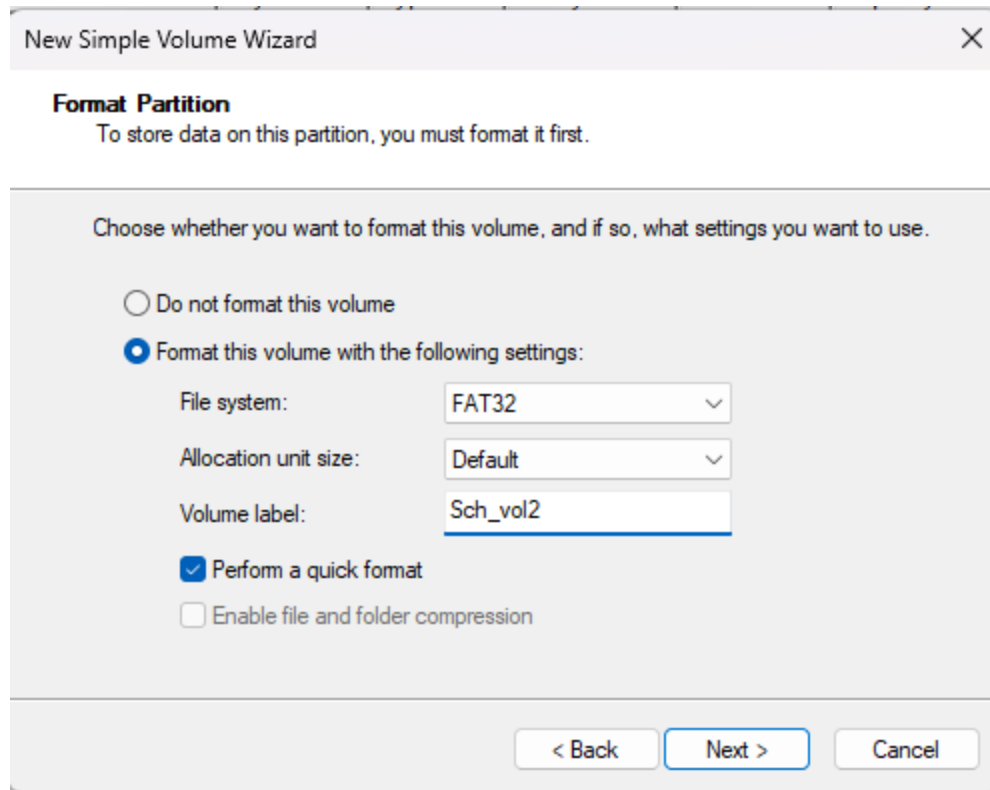 New Simple Volume Wizard
Format Partition
To store data on this partition, you must format it first.
Choose whether you want to format this volume, and if so, what settings you want to use.
Do not format this volume
Format this volume with the following settings:
File system: FAT32
Allocation unit size: Default
Volume label: Sch_vol2
Perform a quick format
Enable file and folder compression
< Back Next > Cancel